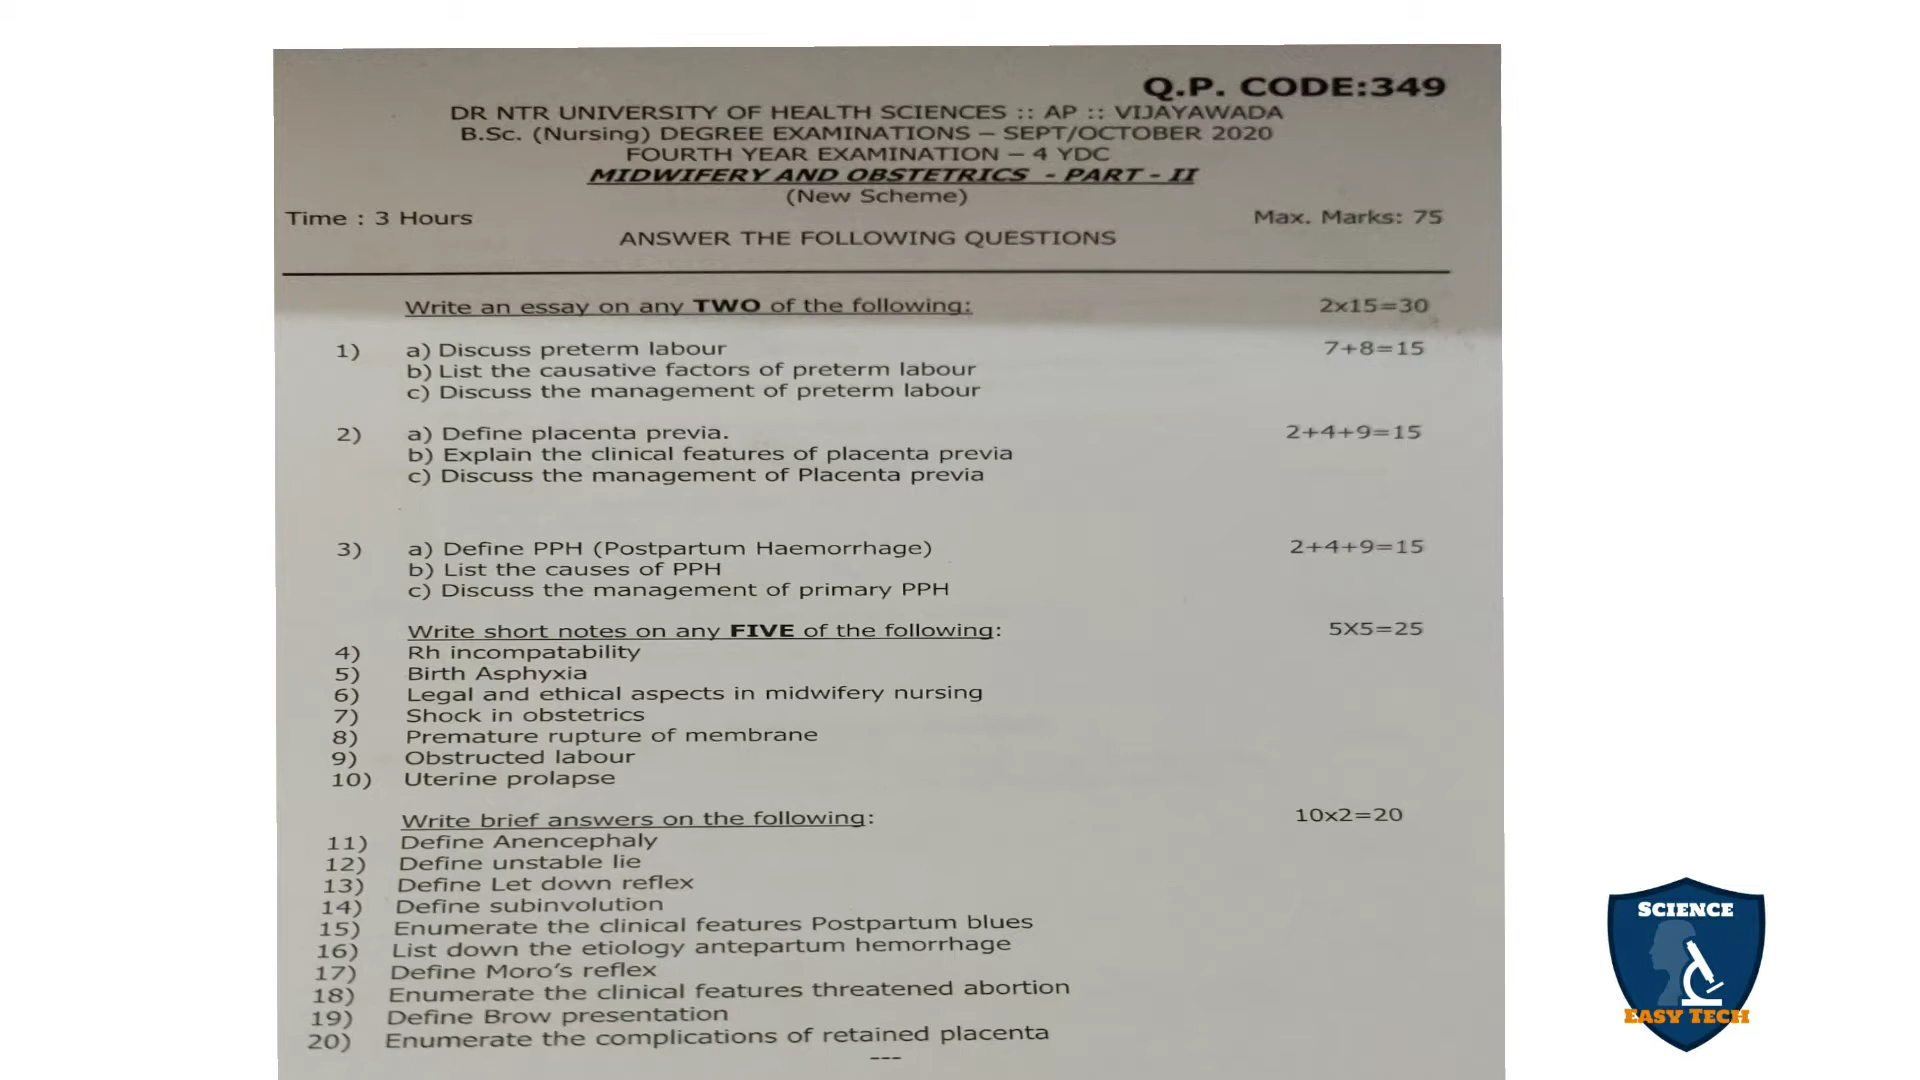 Q.P. CODE:349
DR NTR UNIVERSITY OF HEALTH SCIENCES :: AP :: VIJAYAWADA
B.Sc. (Nursing) DEGREE EXAMINATIONS – SEPT/OCTOBER 2020
FOURTH YEAR EXAMINATION – 4 YDC
MIDWIFERY AND OBSTETRICS - PART - II
(New Scheme)
Time : 3 Hours Max. Marks: 75
ANSWER THE FOLLOWING QUESTIONS
Write an essay on any TWO of the following: 2x15=30
1) a) Discuss preterm labour 7+8=15
b) List the causative factors of preterm labour
c) Discuss the management of preterm labour
2) a) Define placenta previa. 2+4+9=15
b) Explain the clinical features of placenta previa
c) Discuss the management of Placenta previa
3) a) Define PPH (Postpartum Haemorrhage) 2+4+9=15
b) List the causes of PPH
c) Discuss the management of primary PPH
Write short notes on any FIVE of the following: 5X5=25
4) Rh incompatability
5) Birth Asphyxia
6) Legal and ethical aspects in midwifery nursing
7) Shock in obstetrics
8) Premature rupture of membrane
9) Obstructed labour
10) Uterine prolapse
Write brief answers on the following: 10x2=20
11) Define Anencephaly
12) Define unstable lie
13) Define Let down reflex
14) Define subinvolution
15) Enumerate the clinical features Postpartum blues
16) List down the etiology antepartum hemorrhage
17) Define Moro’s reflex
18) Enumerate the clinical features threatened abortion
19) Define Brow presentation
20) Enumerate the complications of retained placenta
---
SCIENCE
EASY TECH